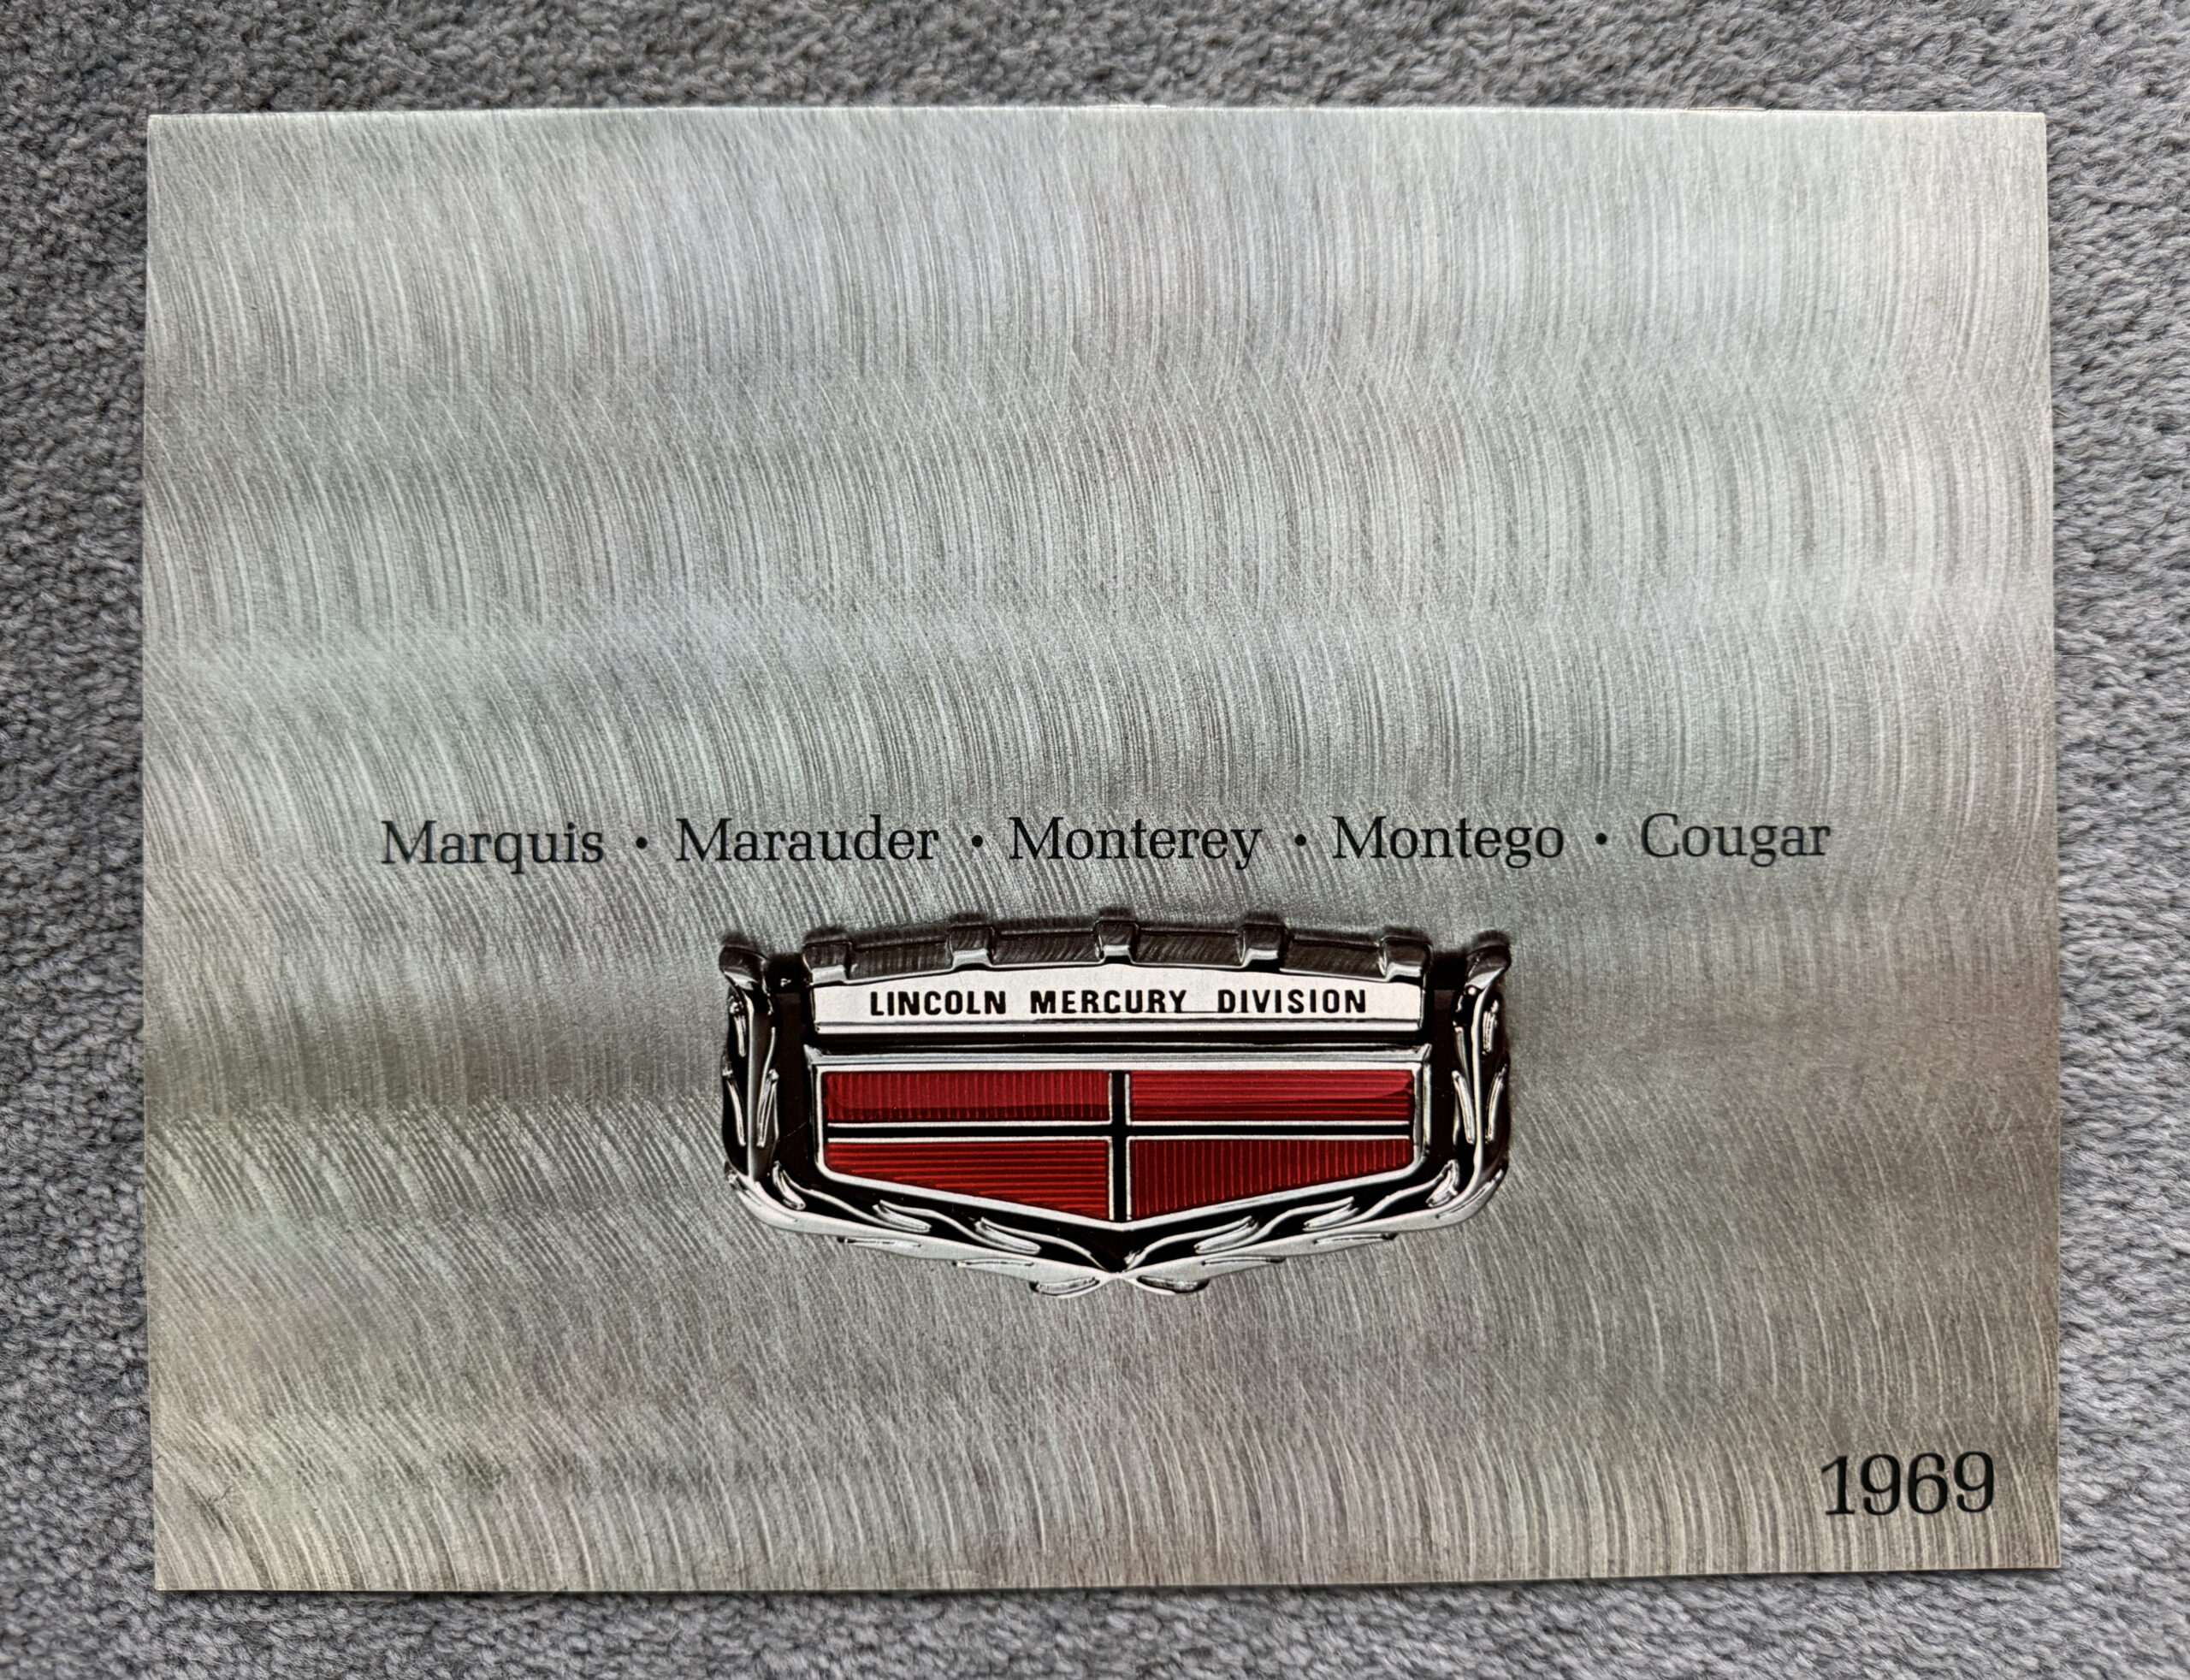 Marquis • Marauder • Monterey • Montego • Cougar
LINCOLN MERCURY DIVISION
1969